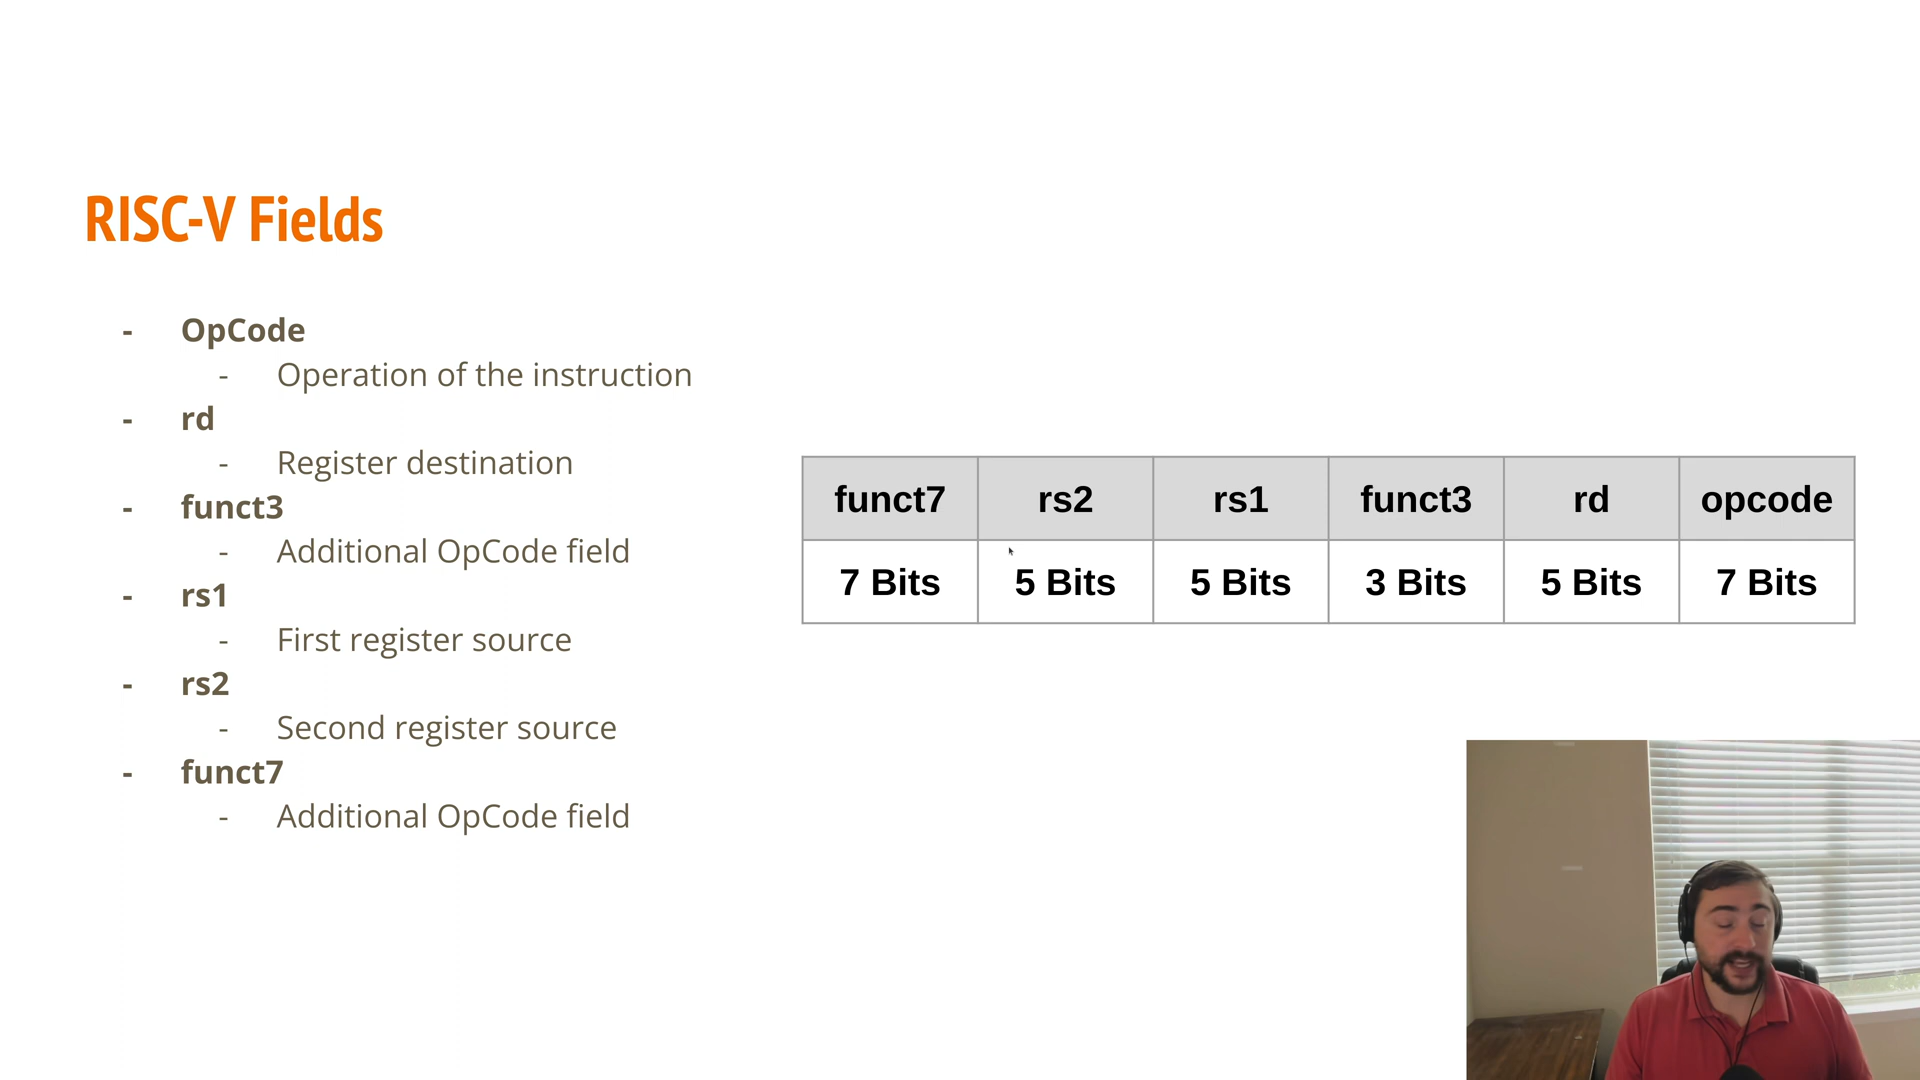 RISC-V Fields
- OpCode
- Operation of the instruction
- rd
- Register destination
- funct3
- Additional OpCode field
- rs1
- First register source
- rs2
- Second register source
- funct7
- Additional OpCode field
funct7 rs2 rs1 funct3 rd opcode
7 Bits 5 Bits 5 Bits 3 Bits 5 Bits 7 Bits